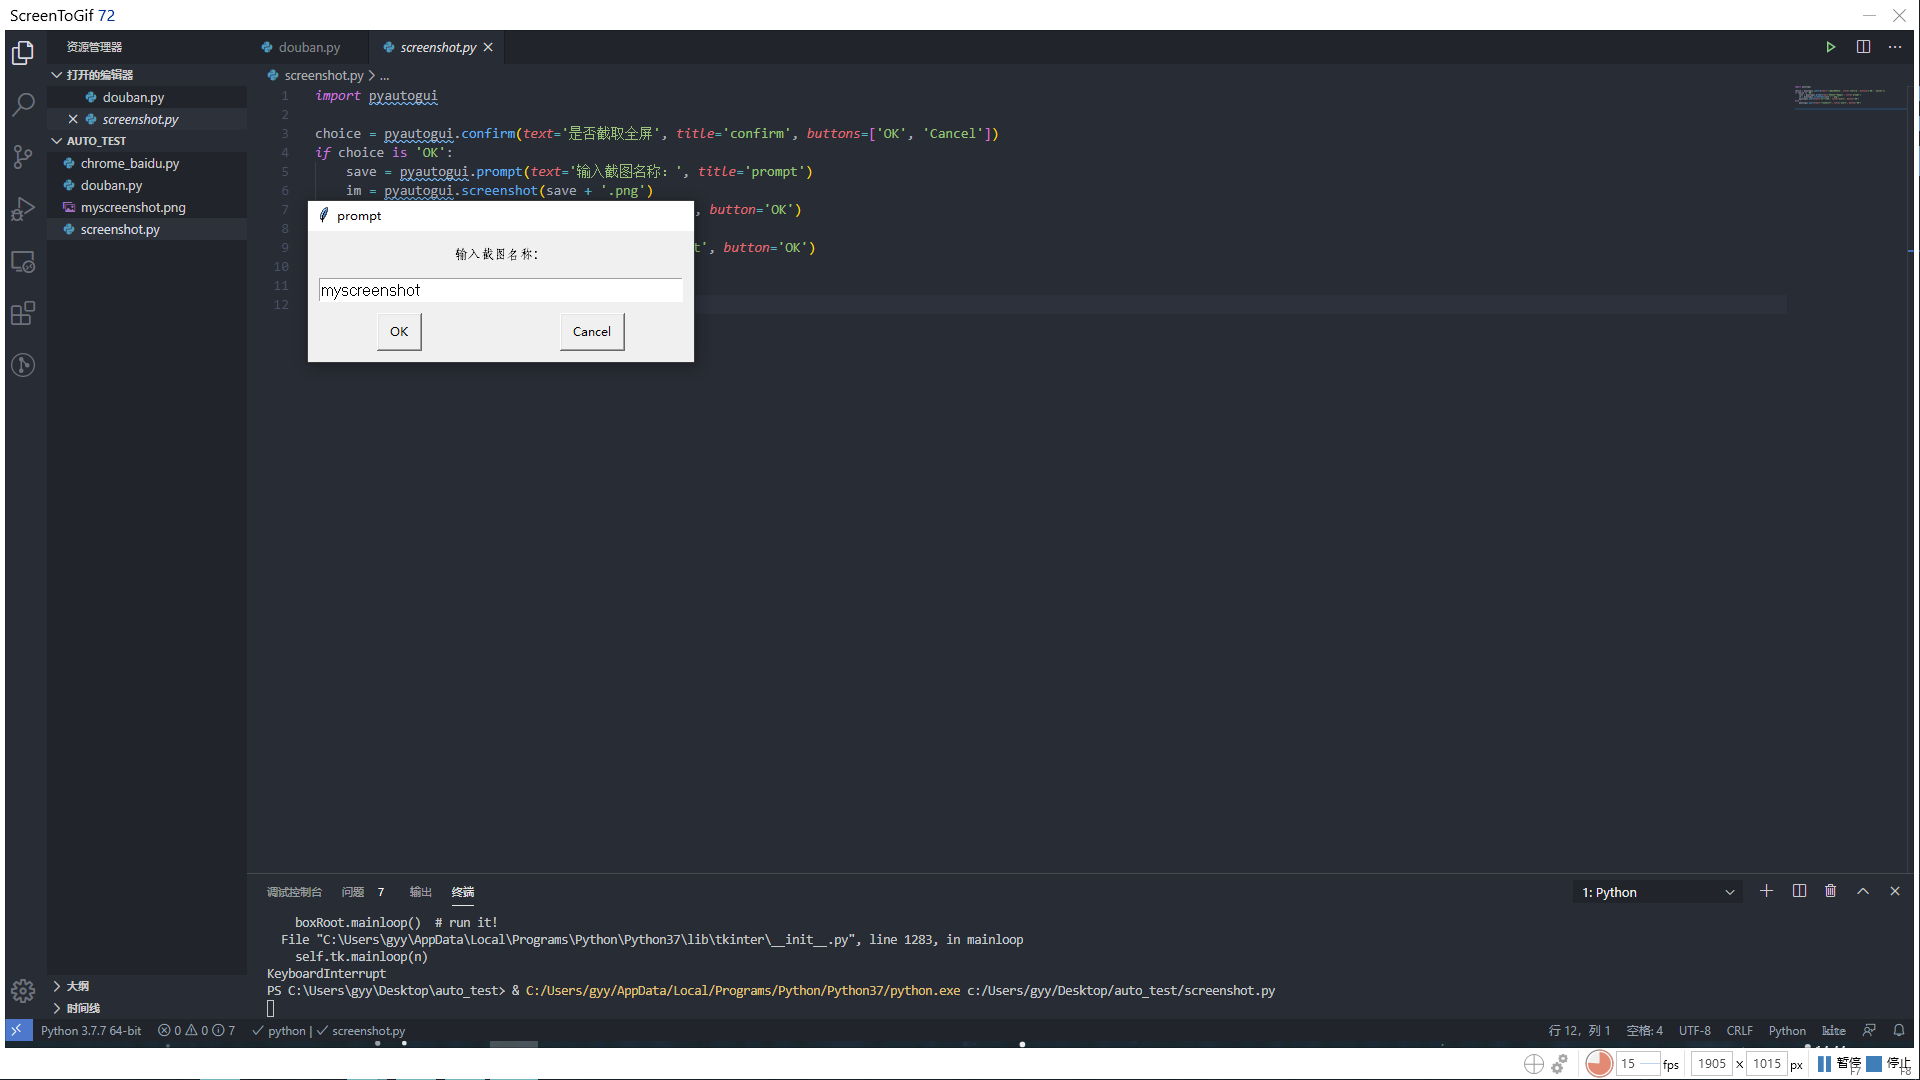 ScreenToGif 72
资源管理器
打开的编辑器
douban.py
screenshot.py
AUTO_TEST
chrome_baidu.py
douban.py
myscreenshot.png
screenshot.py
大纲
时间线
douban.py
screenshot.py
screenshot.py > ...
1 import pyautogui
2
3 choice = pyautogui.confirm(text='是否截取全屏', title='confirm', buttons=['OK', 'Cancel'])
4 if choice is 'OK':
5 save = pyautogui.prompt(text='输入截图名称：', title='prompt')
6 im = pyautogui.screenshot(save + '.png')
7 , button='OK')
8
9 t', button='OK')
10
11
12
prompt
输入截图名称：
myscreenshot
OK Cancel
调试控制台 问题 7 输出 终端
1: Python
boxRoot.mainloop() # run it!
File "C:\Users\gyy\AppData\Local\Programs\Python\Python37\lib\tkinter\__init__.py", line 1283, in mainloop
self.tk.mainloop(n)
KeyboardInterrupt
PS C:\Users\gyy\Desktop\auto_test> & C:/Users/gyy/AppData/Local/Programs/Python/Python37/python.exe c:/Users/gyy/Desktop/auto_test/screenshot.py
Python 3.7.7 64-bit 0 0 7 python | screenshot.py
行 12，列 1 空格: 4 UTF-8 CRLF Python kite
15 fps 1905 x 1015 px 暂停 F7 停止 F8